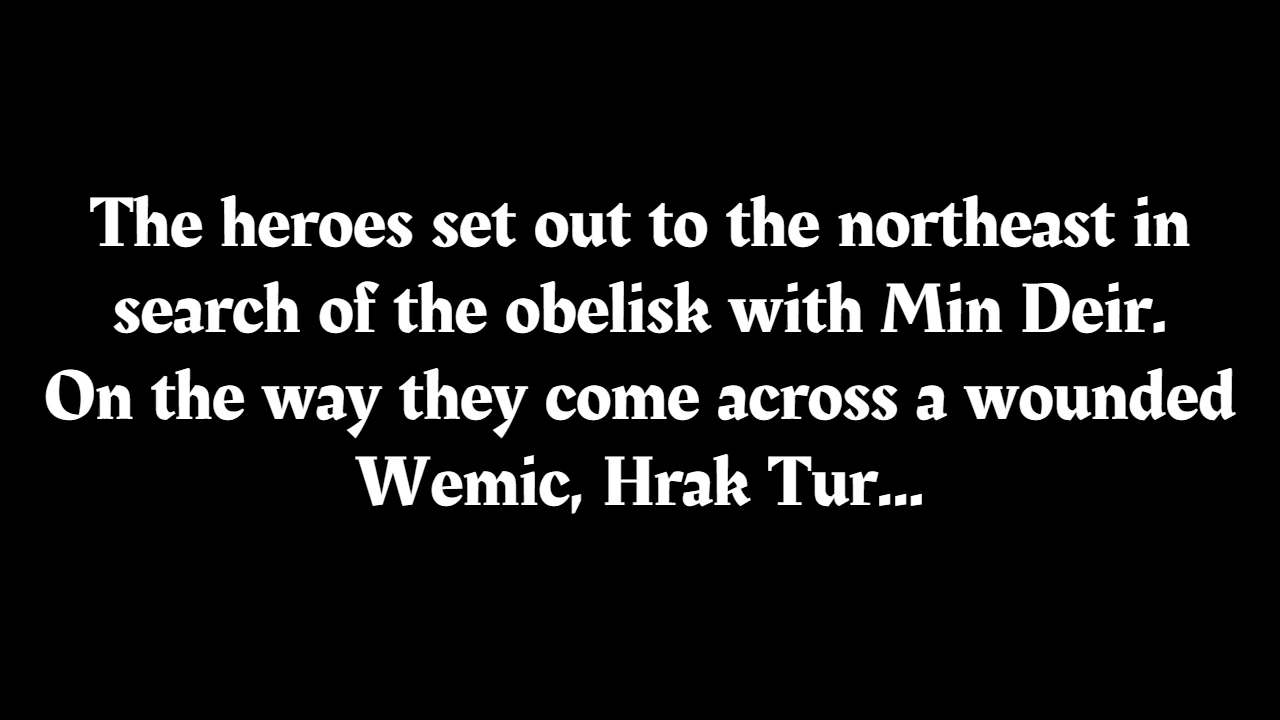 The heroes set out to the northeast in
search of the obelisk with Min Deir.
On the way they come across a wounded
Wemic, Hrak Tur...